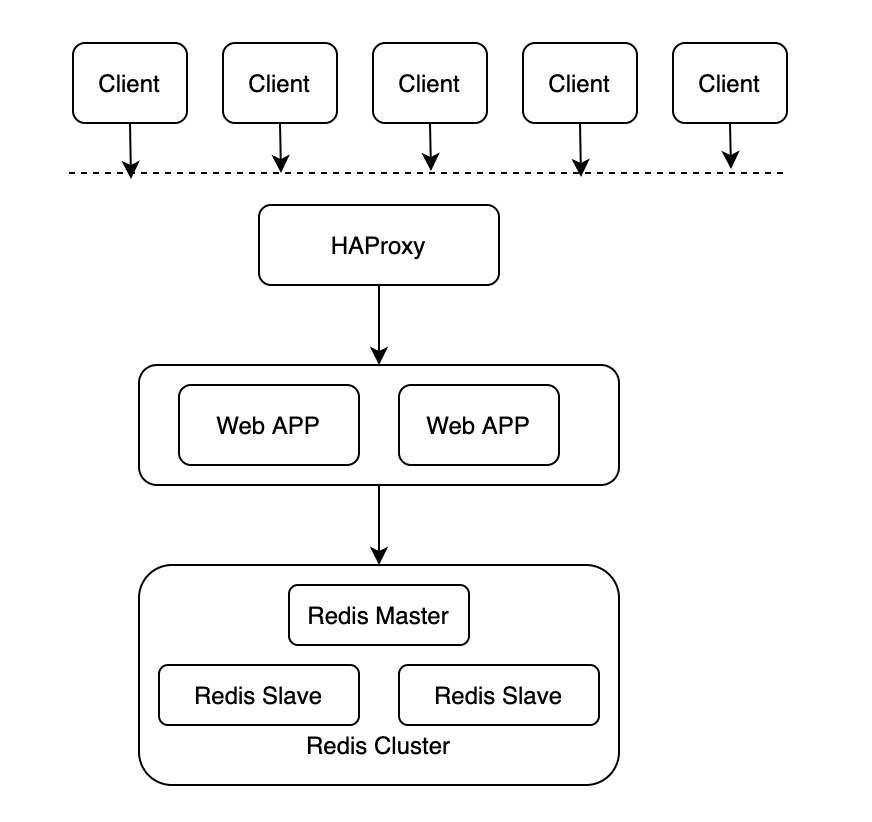 Client
Client
Client
Client
Client
HAProxy
Web APP
Web APP
Redis Master
Redis Slave
Redis Slave
Redis Cluster